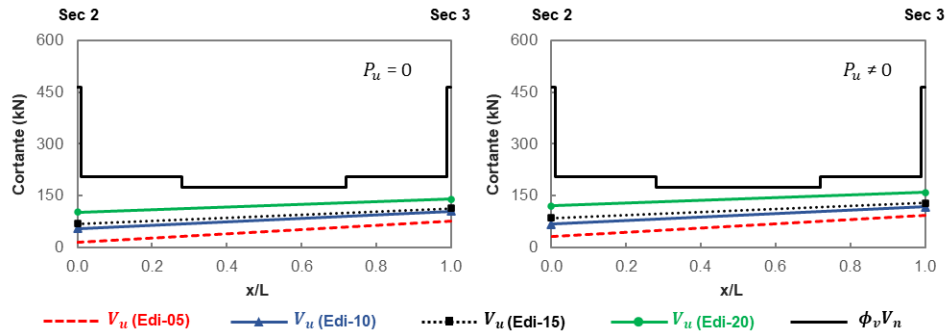 Sec 2
Sec 3
Sec 2
Sec 3
Cortante (kN)
600
450
300
150
0
P_u = 0
0.0 0.2 0.4 0.6 0.8 1.0
x/L
Cortante (kN)
600
450
300
150
0
P_u ≠ 0
0.0 0.2 0.4 0.6 0.8 1.0
x/L
V_u (Edi-05) V_u (Edi-10) V_u (Edi-15) V_u (Edi-20) ϕ_vV_n